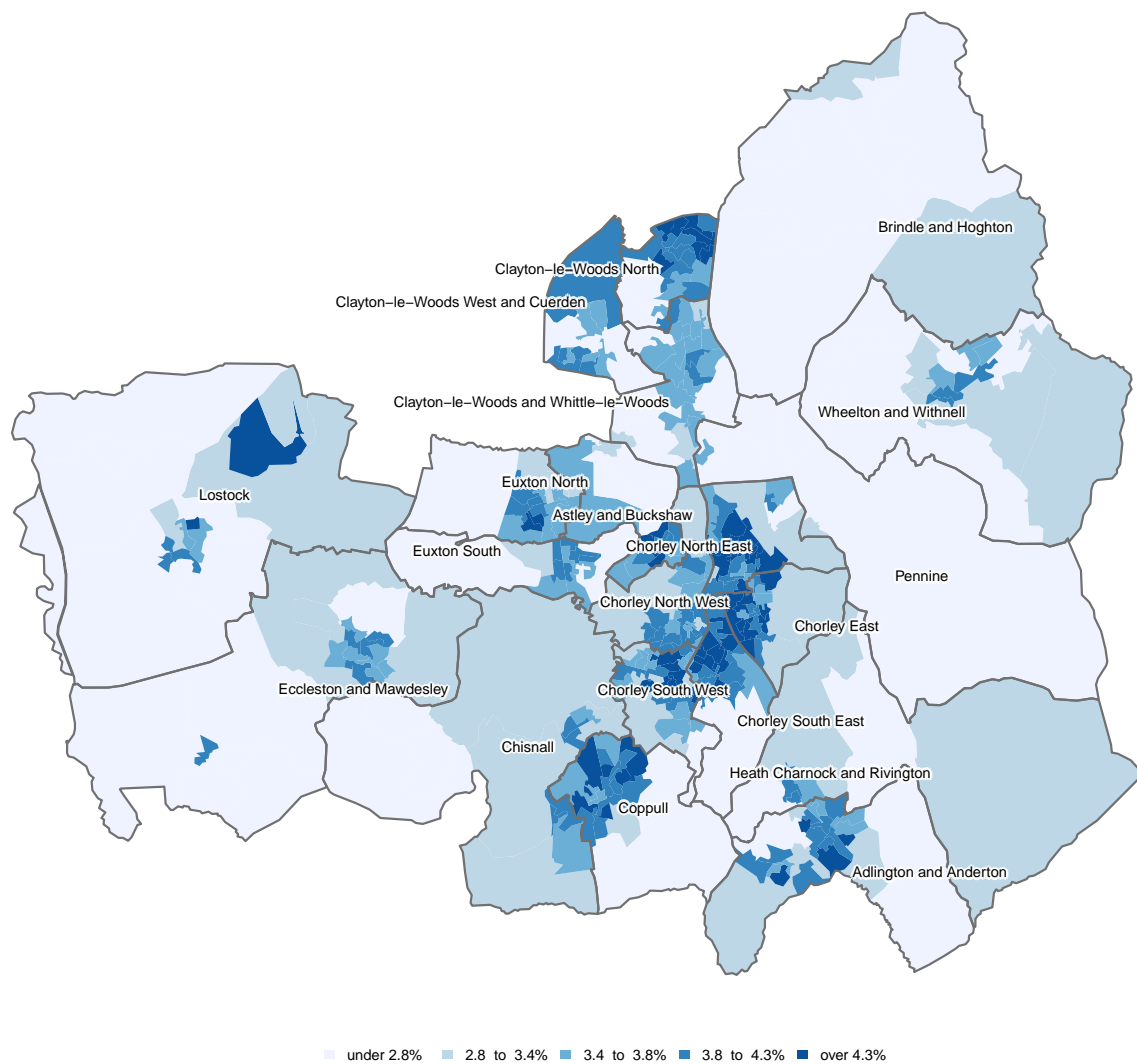 Brindle and Hoghton
Clayton−le−Woods North
Clayton−le−Woods West and Cuerden
Clayton−le−Woods and Whittle−le−Woods
Wheelton and Withnell
Euxton North
Lostock
Astley and Buckshaw
Chorley North East
Euxton South
Pennine
Chorley North West
Chorley East
Eccleston and Mawdesley
Chorley South West
Chorley South East
Chisnall
Heath Charnock and Rivington
Coppull
Adlington and Anderton
under 2.8% 2.8 to 3.4% 3.4 to 3.8% 3.8 to 4.3% over 4.3%